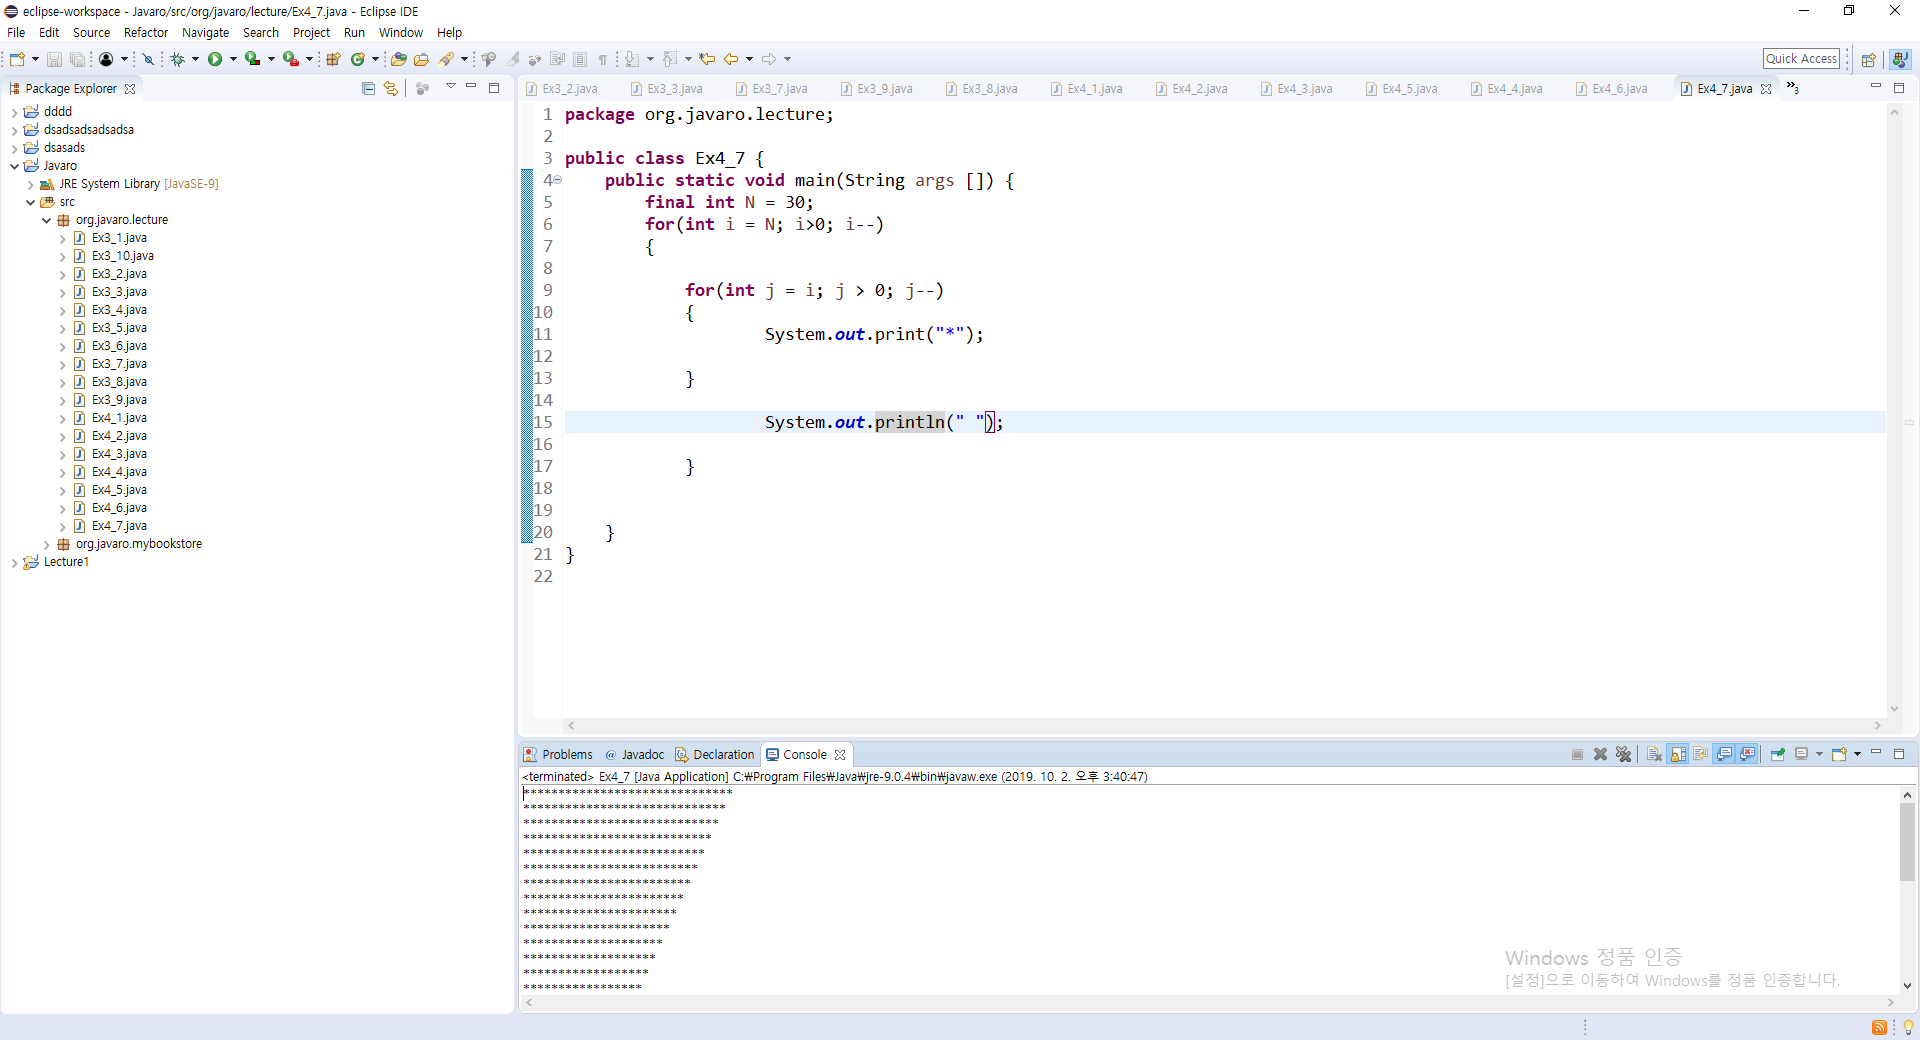 eclipse-workspace - Javaro/src/org/javaro/lecture/Ex4_7.java - Eclipse IDE
File Edit Source Refactor Navigate Search Project Run Window Help
Quick Access
Package Explorer
dddd
dsadsadsadsadsa
dsasads
Javaro
JRE System Library [JavaSE-9]
src
org.javaro.lecture
Ex3_1.java
Ex3_10.java
Ex3_2.java
Ex3_3.java
Ex3_4.java
Ex3_5.java
Ex3_6.java
Ex3_7.java
Ex3_8.java
Ex3_9.java
Ex4_1.java
Ex4_2.java
Ex4_3.java
Ex4_4.java
Ex4_5.java
Ex4_6.java
Ex4_7.java
org.javaro.mybookstore
Lecture1
Ex3_2.java Ex3_3.java Ex3_7.java Ex3_9.java Ex3_8.java Ex4_1.java Ex4_2.java Ex4_3.java Ex4_5.java Ex4_4.java Ex4_6.java Ex4_7.java »3
1 package org.javaro.lecture;
2
3 public class Ex4_7 {
4 public static void main(String args []) {
5 final int N = 30;
6 for(int i = N; i>0; i--)
7 {
8
9 for(int j = i; j > 0; j--)
10 {
11 System.out.print("*");
12
13 }
14
15 System.out.println(" ");
16
17 }
18
19
20 }
21 }
22
Problems @ Javadoc Declaration Console
<terminated> Ex4_7 [Java Application] C:₩Program Files₩Java₩jre-9.0.4₩bin₩javaw.exe (2019. 10. 2. 오후 3:40:47)
******************************
*****************************
****************************
***************************
**************************
*************************
************************
***********************
**********************
*********************
********************
*******************
******************
*****************
Windows 정품 인증
[설정]으로 이동하여 Windows를 정품 인증합니다.